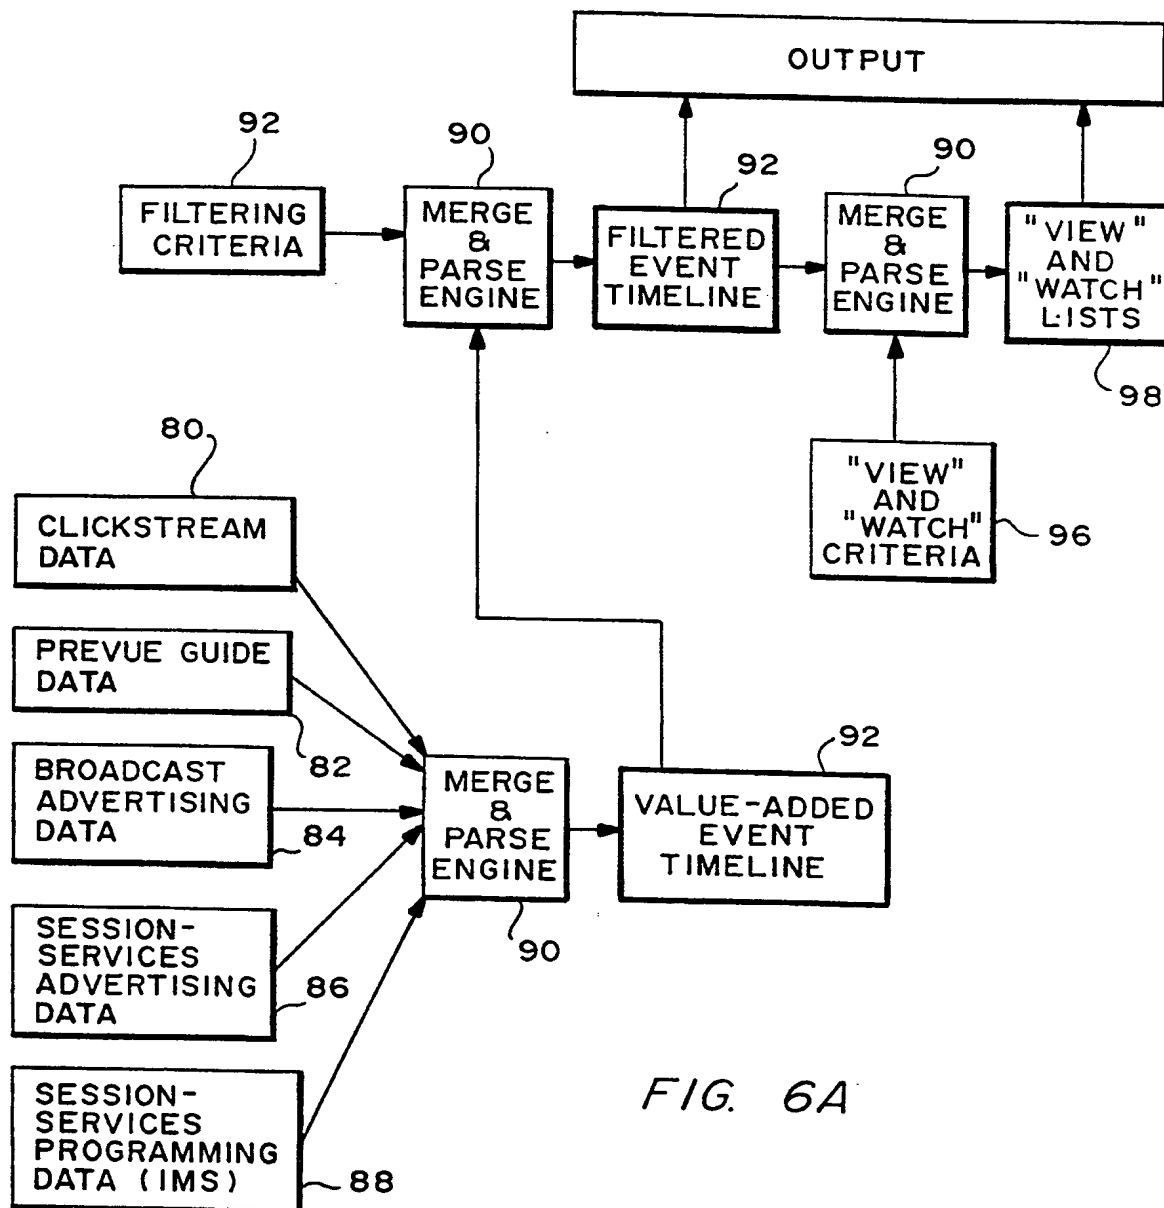 OUTPUT
92
FILTERING
CRITERIA
90
MERGE
&
PARSE
ENGINE
92
FILTERED
EVENT
TIMELINE
90
MERGE
&
PARSE
ENGINE
"VIEW"
AND
"WATCH"
LISTS
98
"VIEW"
AND
"WATCH"
CRITERIA
96
80
CLICKSTREAM
DATA
PREVUE GUIDE
DATA
82
BROADCAST
ADVERTISING
DATA
84
SESSION-
SERVICES
ADVERTISING
DATA
86
SESSION-
SERVICES
PROGRAMMING
DATA (IMS)
88
MERGE
&
PARSE
ENGINE
90
92
VALUE-ADDED
EVENT
TIMELINE
FIG. 6A